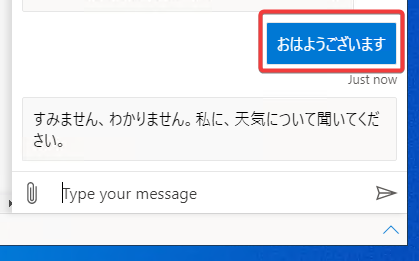 おはようございます
Just now
すみません、わかりません。私に、天気について聞いてくだ
さい。
Type your message